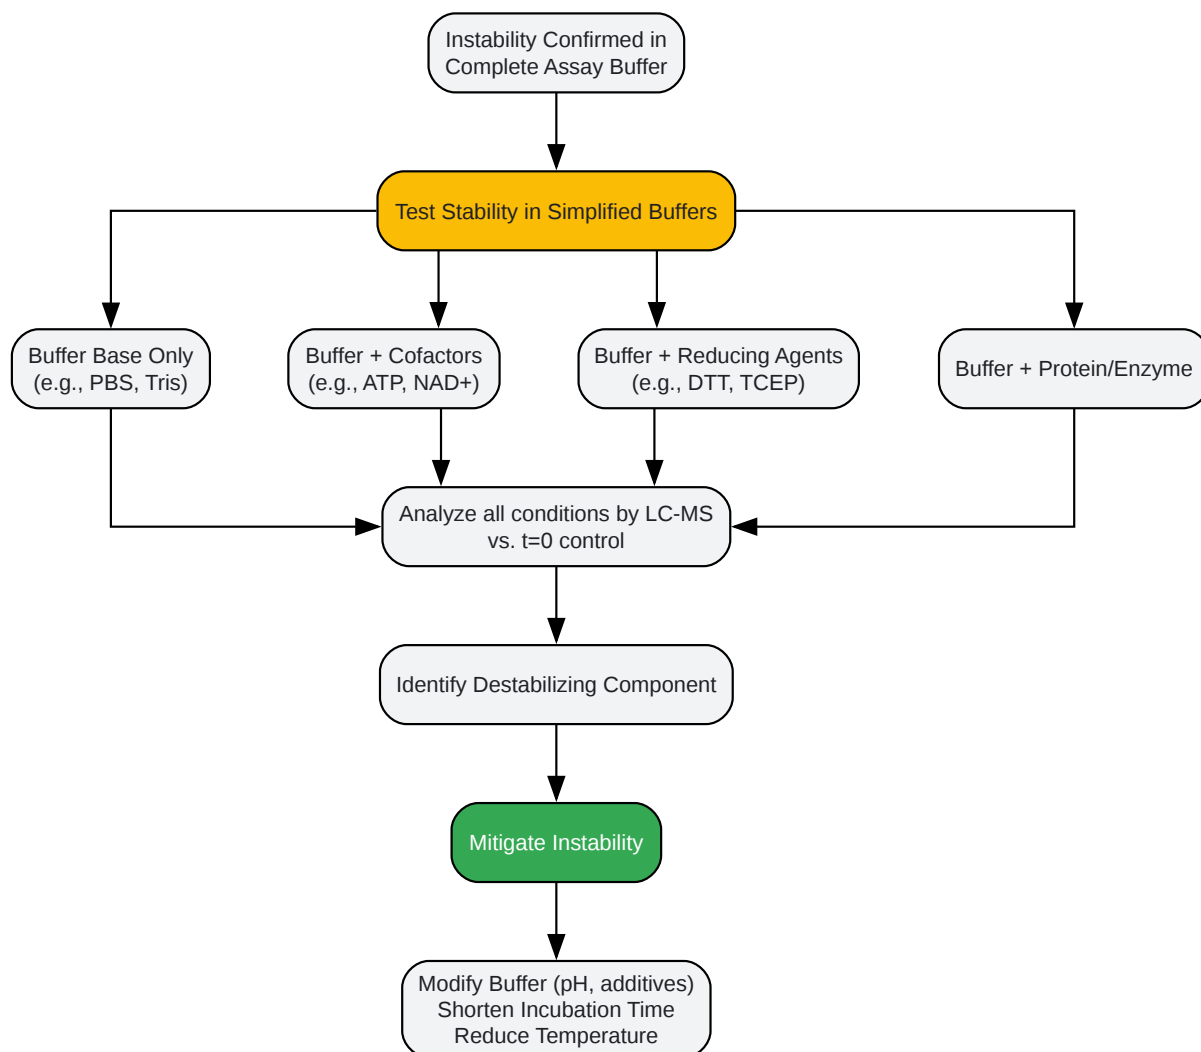 Instability Confirmed in
Complete Assay Buffer
Test Stability in Simplified Buffers
Buffer Base Only
(e.g., PBS, Tris)
Buffer + Cofactors
(e.g., ATP, NAD+)
Buffer + Reducing Agents
(e.g., DTT, TCEP)
Buffer + Protein/Enzyme
Analyze all conditions by LC-MS
vs. t=0 control
Identify Destabilizing Component
Mitigate Instability
Modify Buffer (pH, additives)
Shorten Incubation Time
Reduce Temperature